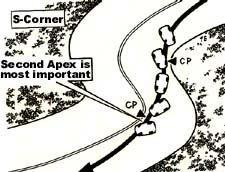 S-Corner
Second Apex is
most important
CP
CP